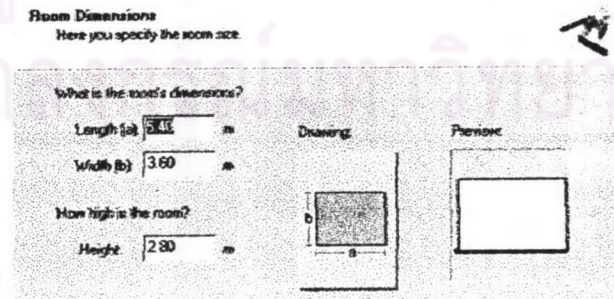 Room Dimensions
Here you specify the room size.
What is the room's dimensions?
Length (a): m
Width (b): 3.60 m
How high is the room?
Height: 2.80 m
Drawing:
Preview:
b
a